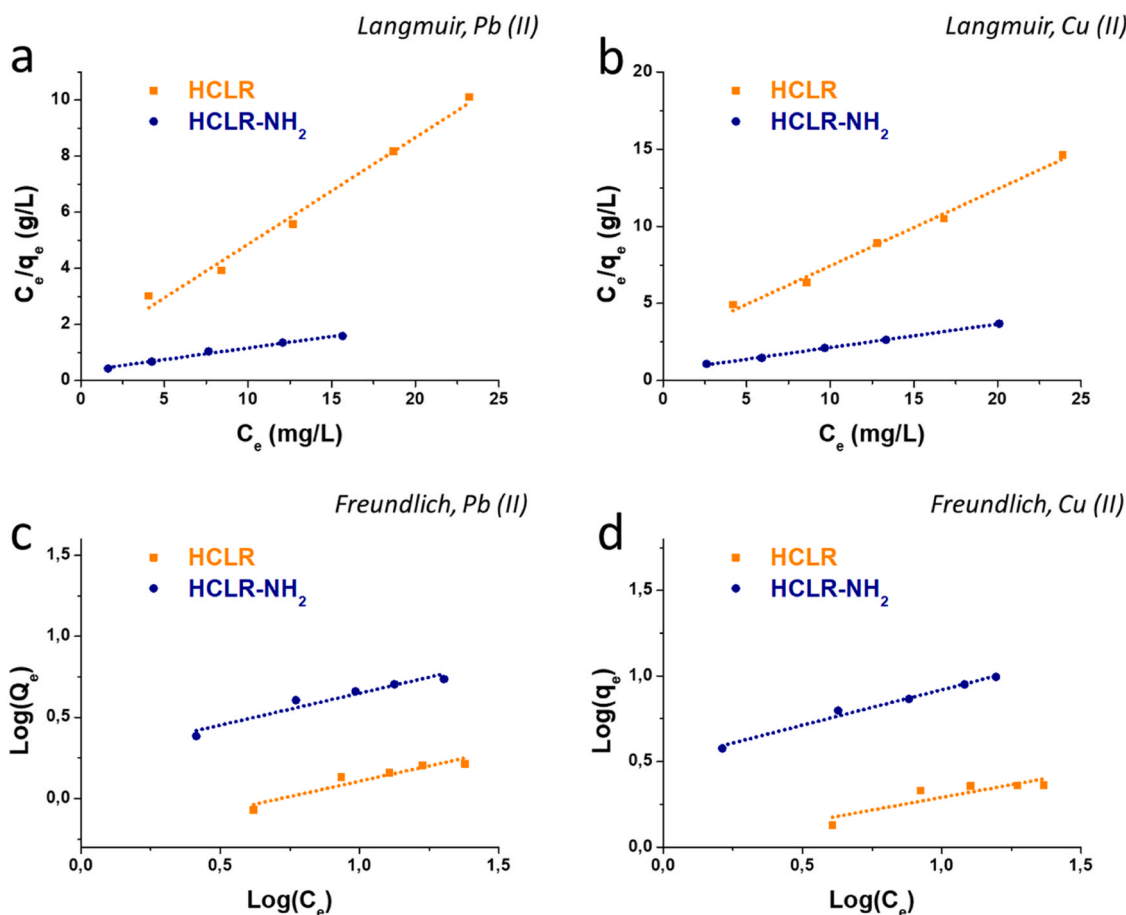 Langmuir, Pb (II)
a
HCLR
HCLR-NH2
Ce/qe (g/L)
10
8
6
4
2
0
0 5 10 15 20 25
Ce (mg/L)
Langmuir, Cu (II)
b
HCLR
HCLR-NH2
Ce/qe (g/L)
20
15
10
5
0
0 5 10 15 20 25
Ce (mg/L)
Freundlich, Pb (II)
c
HCLR
HCLR-NH2
Log(Qe)
1,5
1,0
0,5
0,0
0,0 0,5 1,0 1,5
Log(Ce)
Freundlich, Cu (II)
d
HCLR
HCLR-NH2
Log(qe)
1,5
1,0
0,5
0,0
0,0 0,5 1,0 1,5
Log(Ce)